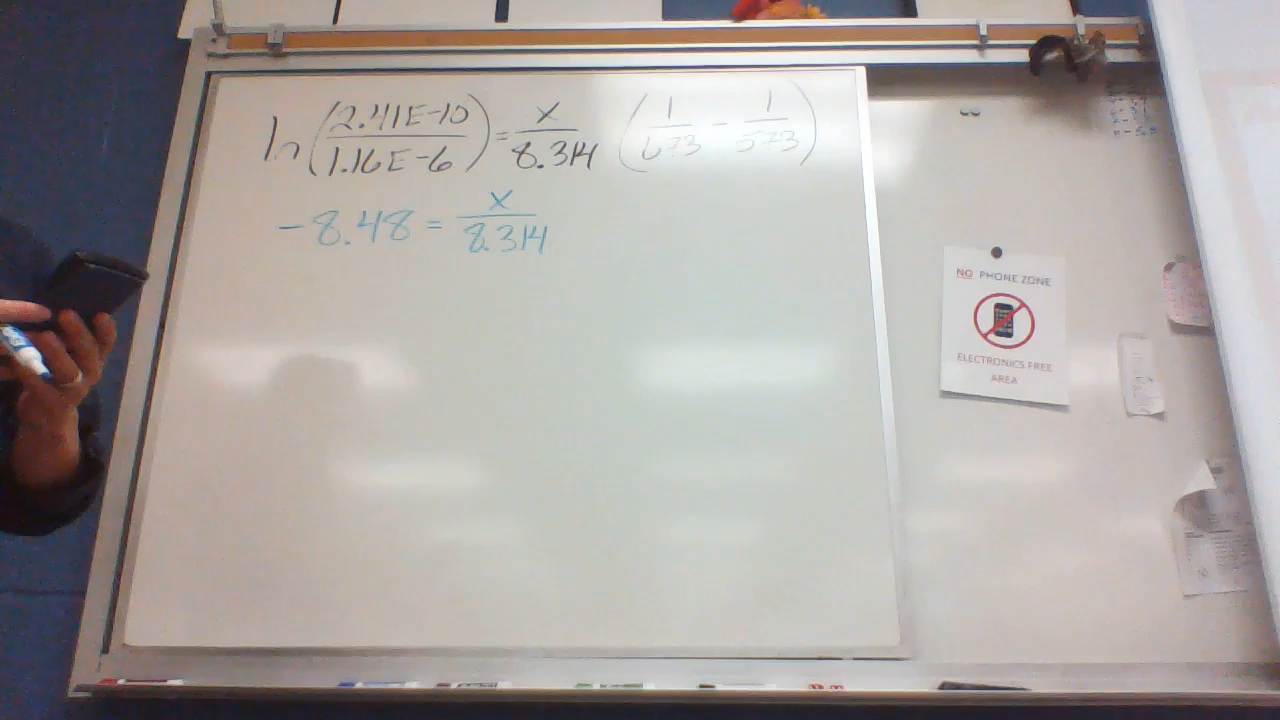 ln(2.41E-10/1.16E-6) = x/8.314 (1/673 - 1/573)
-8.48 = x/8.314
NO PHONE ZONE
ELECTRONICS FREE
AREA